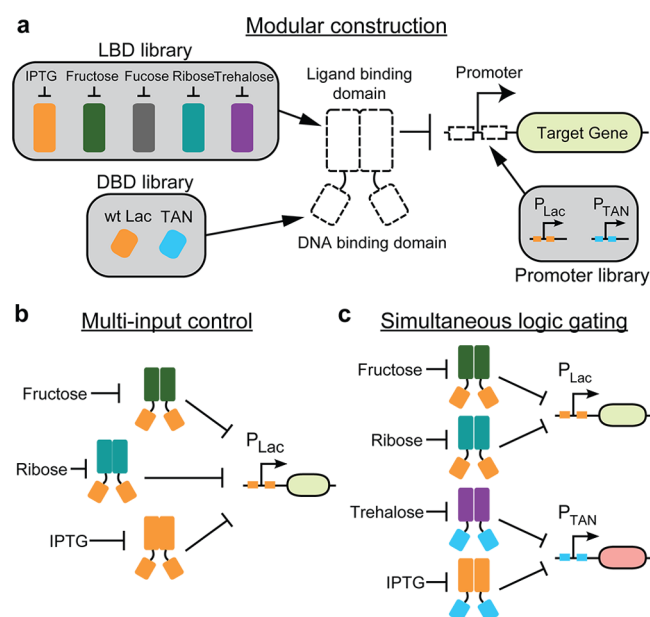 a
Modular construction
LBD library
IPTG Fructose Fucose Ribose Trehalose
Ligand binding
domain
Promoter
Target Gene
DBD library
wt Lac TAN
DNA binding domain
PLac PTAN
Promoter library
b
Multi-input control
Fructose
Ribose
IPTG
PLac
c
Simultaneous logic gating
Fructose
PLac
Ribose
Trehalose
PTAN
IPTG